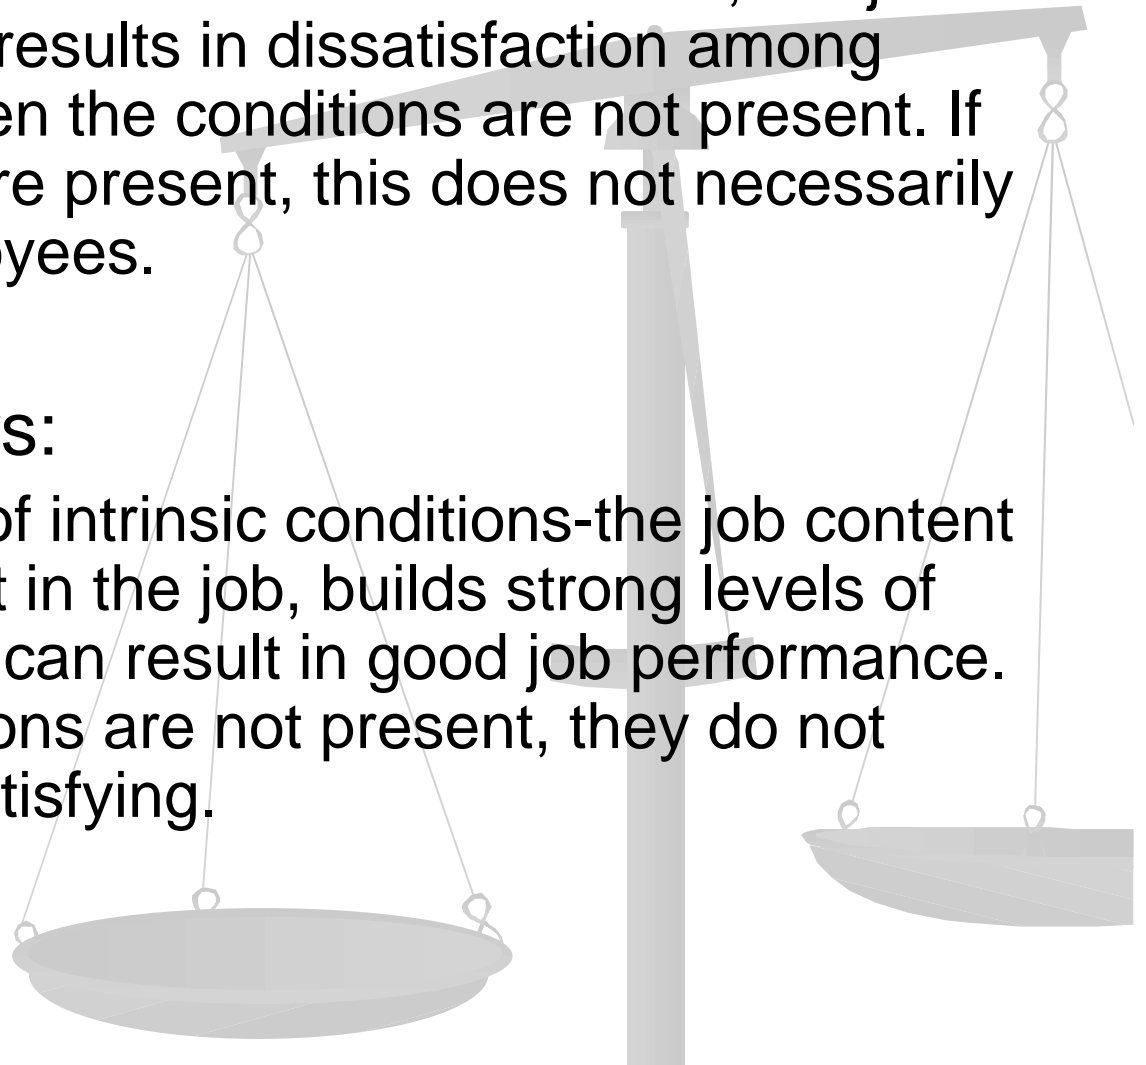 results in dissatisfaction among
en the conditions are not present. If
re present, this does not necessarily
yees.
s:
of intrinsic conditions-the job content
t in the job, builds strong levels of
can result in good job performance.
ons are not present, they do not
tisfying.